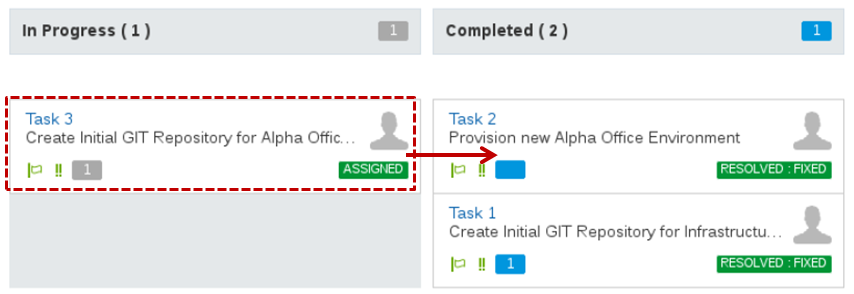 In Progress ( 1 )
1
Completed ( 2 )
1
Task 3
Create Initial GIT Repository for Alpha Offic...
!!
1
ASSIGNED
Task 2
Provision new Alpha Office Environment
!!
RESOLVED : FIXED
Task 1
Create Initial GIT Repository for Infrastructu...
!!
1
RESOLVED : FIXED